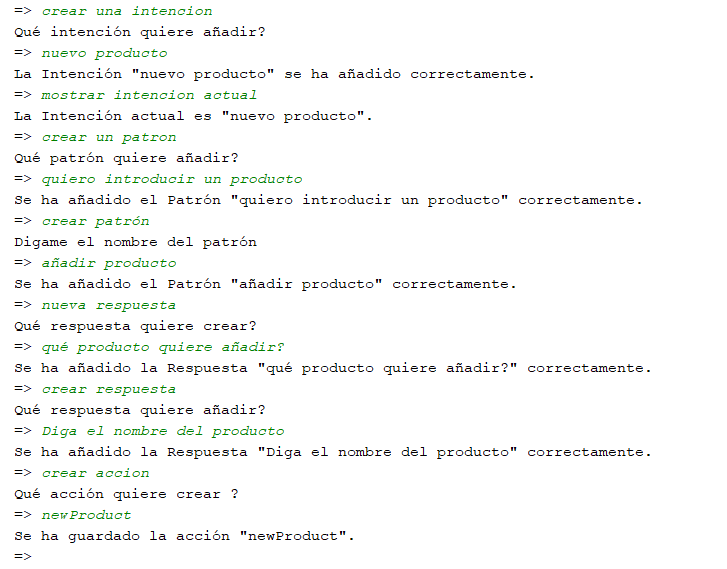 => crear una intencion
Qué intención quiere añadir?
=> nuevo producto
La Intención "nuevo producto" se ha añadido correctamente.
=> mostrar intencion actual
La Intención actual es "nuevo producto".
=> crear un patron
Qué patrón quiere añadir?
=> quiero introducir un producto
Se ha añadido el Patrón "quiero introducir un producto" correctamente.
=> crear patrón
Digame el nombre del patrón
=> añadir producto
Se ha añadido el Patrón "añadir producto" correctamente.
=> nueva respuesta
Qué respuesta quiere crear?
=> qué producto quiere añadir?
Se ha añadido la Respuesta "qué producto quiere añadir?" correctamente.
=> crear respuesta
Qué respuesta quiere añadir?
=> Diga el nombre del producto
Se ha añadido la Respuesta "Diga el nombre del producto" correctamente.
=> crear accion
Qué acción quiere crear ?
=> newProduct
Se ha guardado la acción "newProduct".
=>